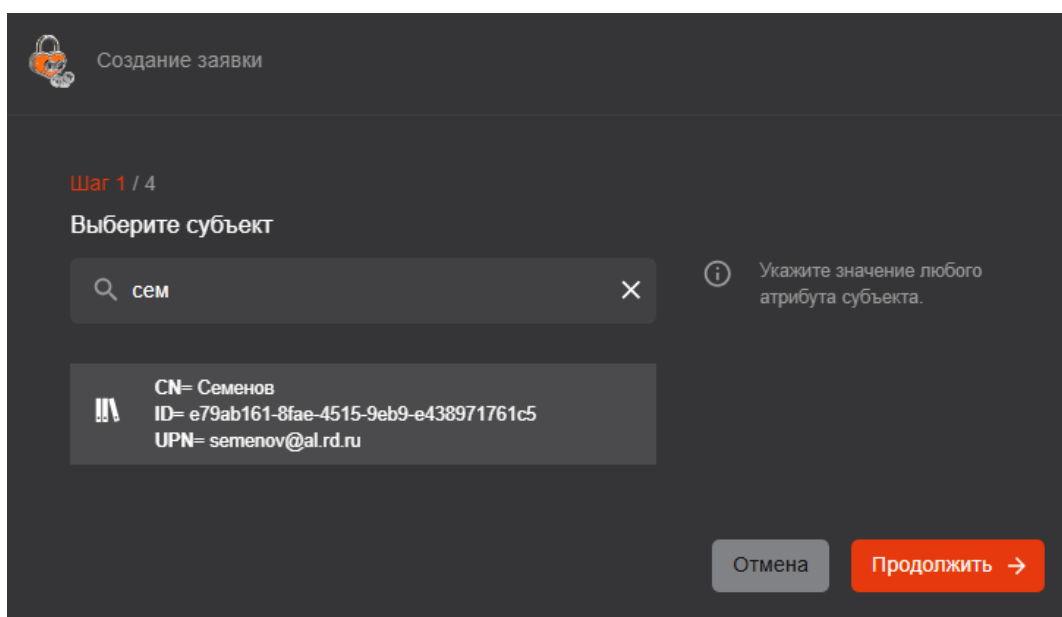 Создание заявки
Шаг 1 / 4
Выберите субъект
сем
Укажите значение любого
атрибута субъекта.
CN= Семенов
ID= e79ab161-8fae-4515-9eb9-e438971761c5
UPN= semenov@al.rd.ru
Отмена
Продолжить →